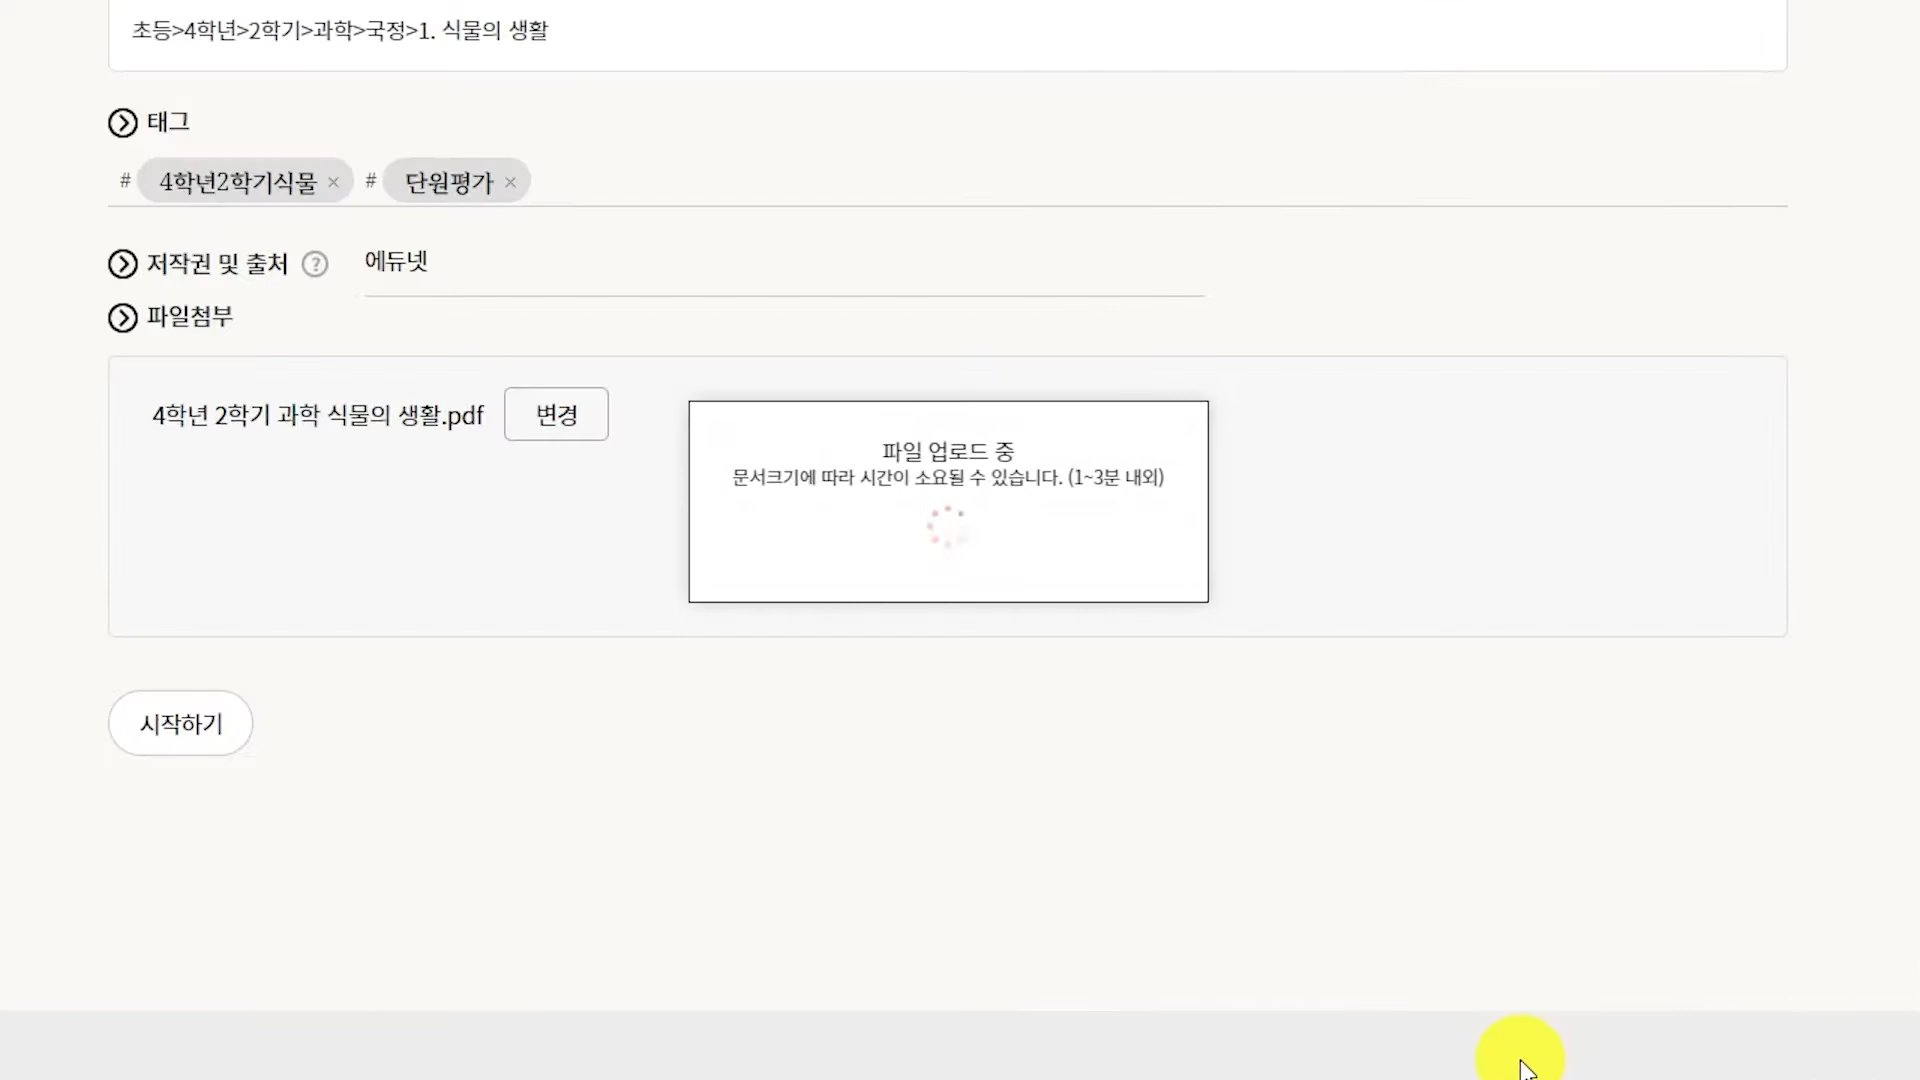 초등>4학년>2학기>과학>국정>1. 식물의 생활
태그
# 4학년2학기식물 × # 단원평가 ×
저작권 및 출처 ? 에듀넷
파일첨부
4학년 2학기 과학 식물의 생활.pdf 변경
파일 업로드 중
문서크기에 따라 시간이 소요될 수 있습니다. (1~3분 내외)
시작하기